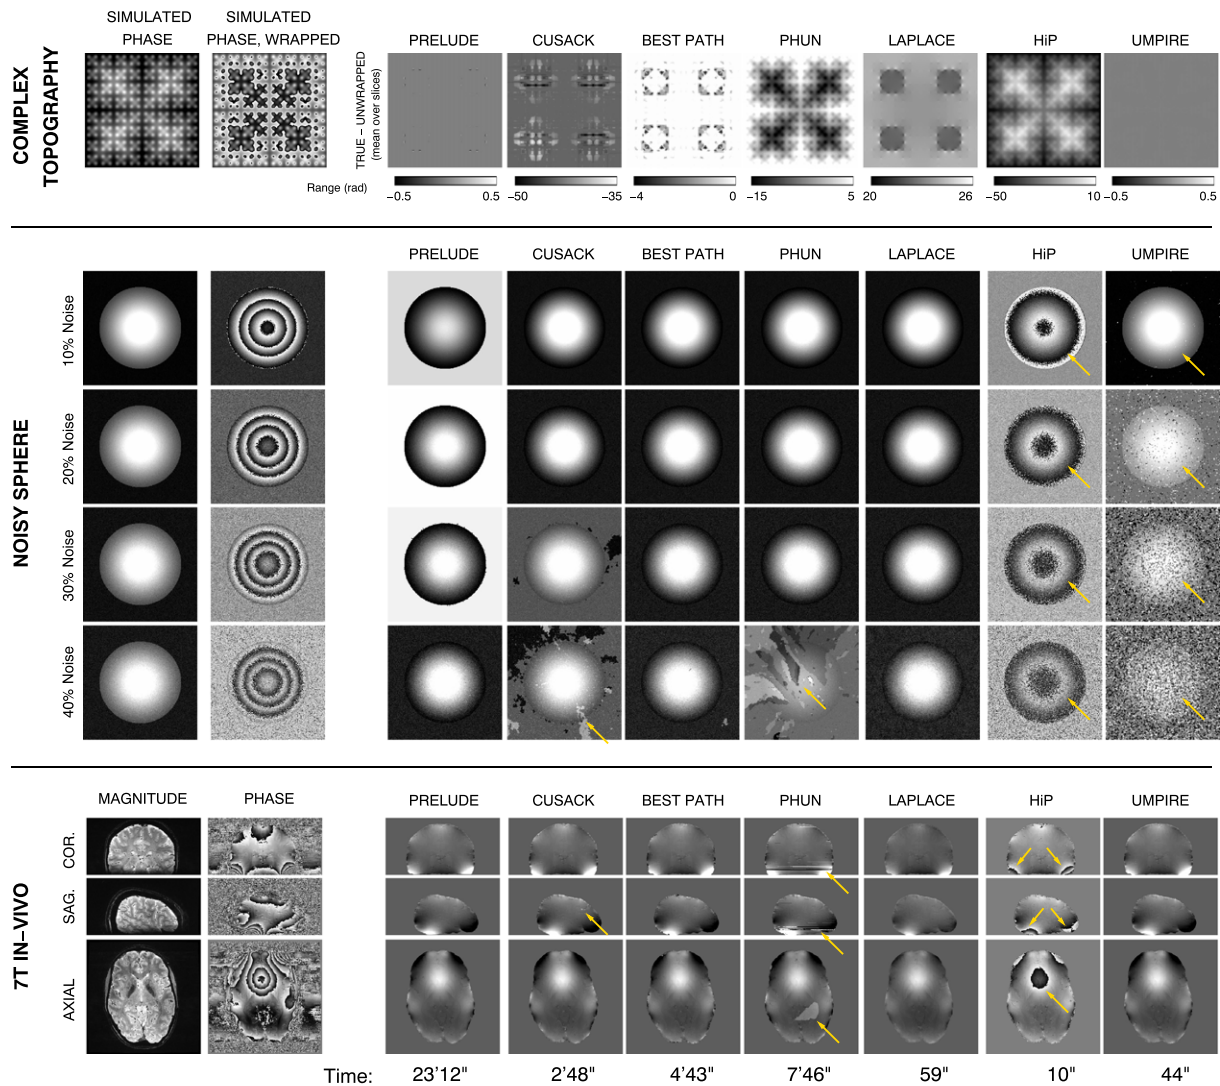 SIMULATED PHASE
SIMULATED PHASE, WRAPPED
PRELUDE CUSACK BEST PATH PHUN LAPLACE HiP UMPIRE
COMPLEX TOPOGRAPHY
TRUE − UNWRAPPED
(mean over slices)
Range (rad)
−0.5 0.5 −50 −35 −4 0 −15 5 20 26 −50 10 −0.5 0.5
PRELUDE CUSACK BEST PATH PHUN LAPLACE HiP UMPIRE
NOISY SPHERE
10% Noise
20% Noise
30% Noise
40% Noise
MAGNITUDE PHASE PRELUDE CUSACK BEST PATH PHUN LAPLACE HiP UMPIRE
7T IN−VIVO
COR.
SAG.
AXIAL
Time: 23'12" 2'48" 4'43" 7'46" 59" 10" 44"